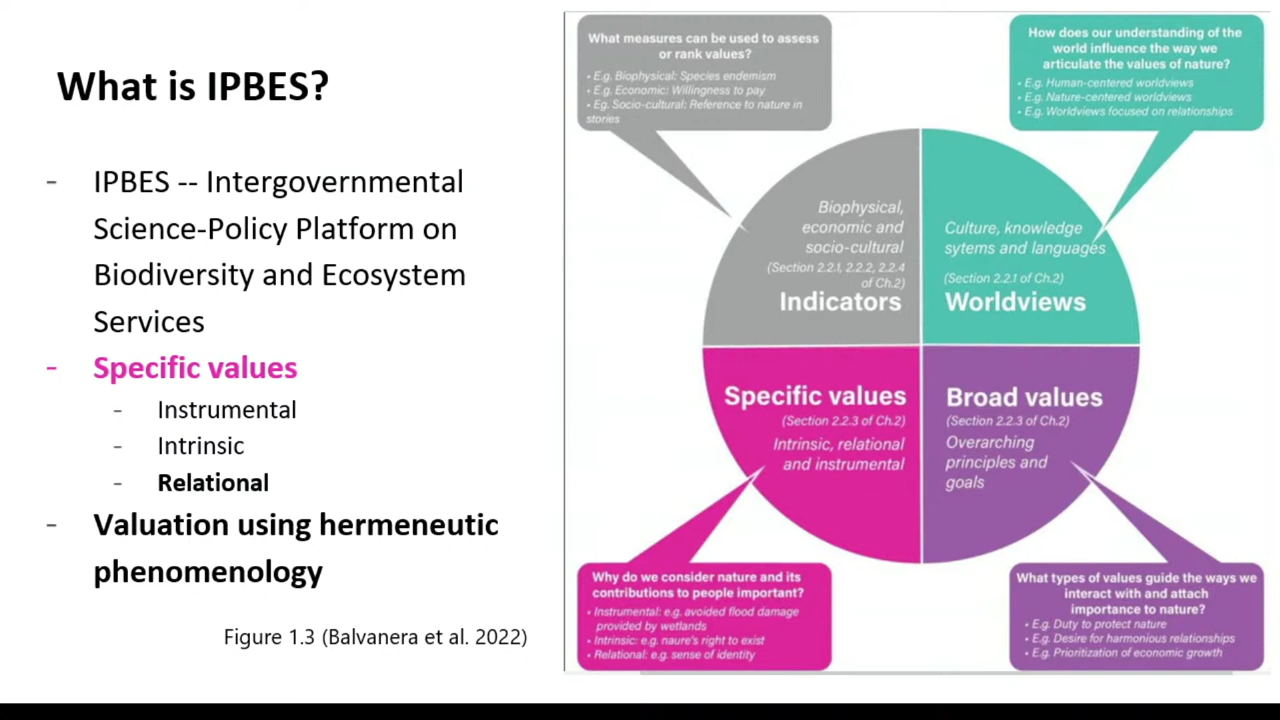 What is IPBES?
- IPBES -- Intergovernmental
Science-Policy Platform on
Biodiversity and Ecosystem
Services
- Specific values
- Instrumental
- Intrinsic
- Relational
- Valuation using hermeneutic
phenomenology
Figure 1.3 (Balvanera et al. 2022)
What measures can be used to assess
or rank values?
• E.g. Biophysical: Species endemism
• E.g. Economic: Willingness to pay
• Eg. Socio-cultural: Reference to nature in
stories
How does our understanding of the
world influence the way we
articulate the values of nature?
• E.g. Human-centered worldviews
• E.g. Nature-centered worldviews
• E.g. Worldviews focused on relationships
Biophysical,
economic and
socio-cultural
(Section 2.2.1, 2.2.2, 2.2.4
of Ch.2)
Indicators
Culture, knowledge
sytems and languages
(Section 2.2.1 of Ch.2)
Worldviews
Specific values
(Section 2.2.3 of Ch.2)
Intrinsic, relational
and instrumental
Broad values
(Section 2.2.3 of Ch.2)
Overarching
principles and
goals
Why do we consider nature and its
contributions to people important?
• Instrumental: e.g. avoided flood damage
provided by wetlands
• Intrinsic: e.g. naure's right to exist
• Relational: e.g. sense of identity
What types of values guide the ways we
interact with and attach
importance to nature?
• E.g. Duty to protect nature
• E.g. Desire for harmonious relationships
• E.g. Prioritization of economic growth